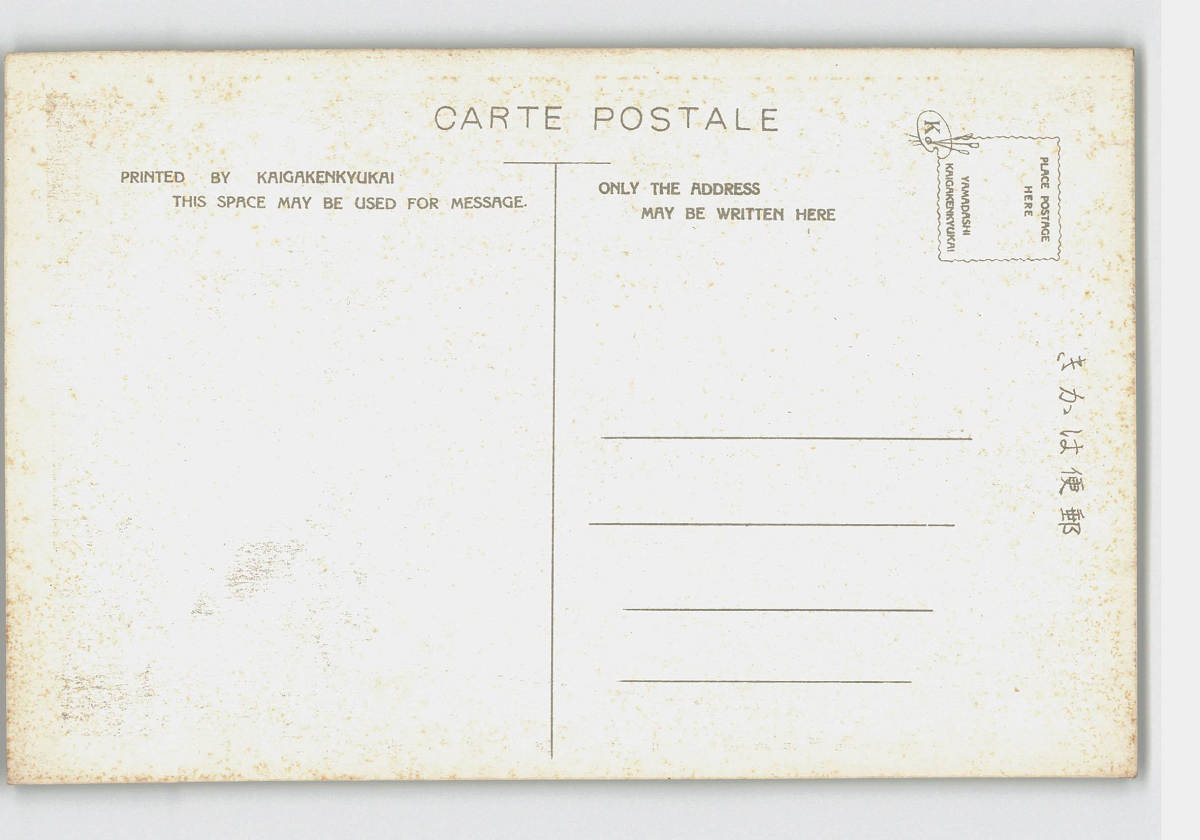 CARTE POSTALE
PRINTED BY KAIGAKENKYUKAI
THIS SPACE MAY BE USED FOR MESSAGE.
ONLY THE ADDRESS
MAY BE WRITTEN HERE
K
PLACE POSTAGE
HERE
YAMADASHI
KAIGAKENKYUKAI
きかは便郵